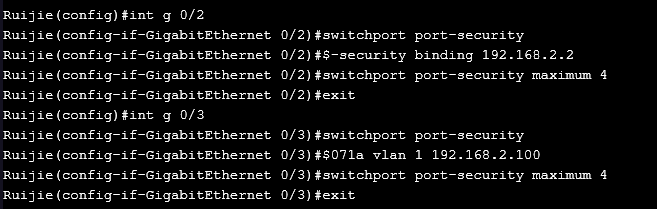 Ruijie(config)#int g 0/2
Ruijie(config-if-GigabitEthernet 0/2)#switchport port-security
Ruijie(config-if-GigabitEthernet 0/2)#$-security binding 192.168.2.2
Ruijie(config-if-GigabitEthernet 0/2)#switchport port-security maximum 4
Ruijie(config-if-GigabitEthernet 0/2)#exit
Ruijie(config)#int g 0/3
Ruijie(config-if-GigabitEthernet 0/3)#switchport port-security
Ruijie(config-if-GigabitEthernet 0/3)#$071a vlan 1 192.168.2.100
Ruijie(config-if-GigabitEthernet 0/3)#switchport port-security maximum 4
Ruijie(config-if-GigabitEthernet 0/3)#exit